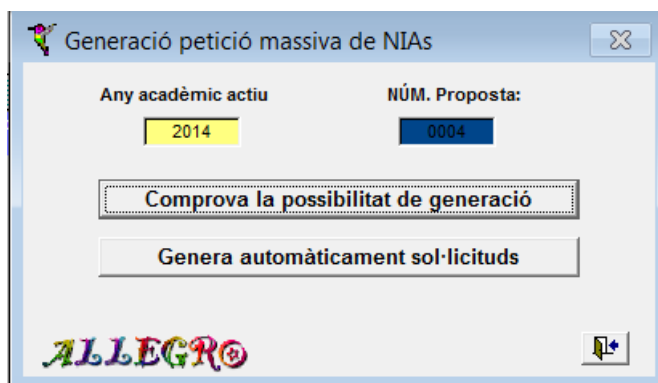 Generació petició massiva de NIAs
Any acadèmic actiu NÚM. Proposta:
2014 0004
Comprova la possibilitat de generació
Genera automàticament sol·licituds
ALLEGRO